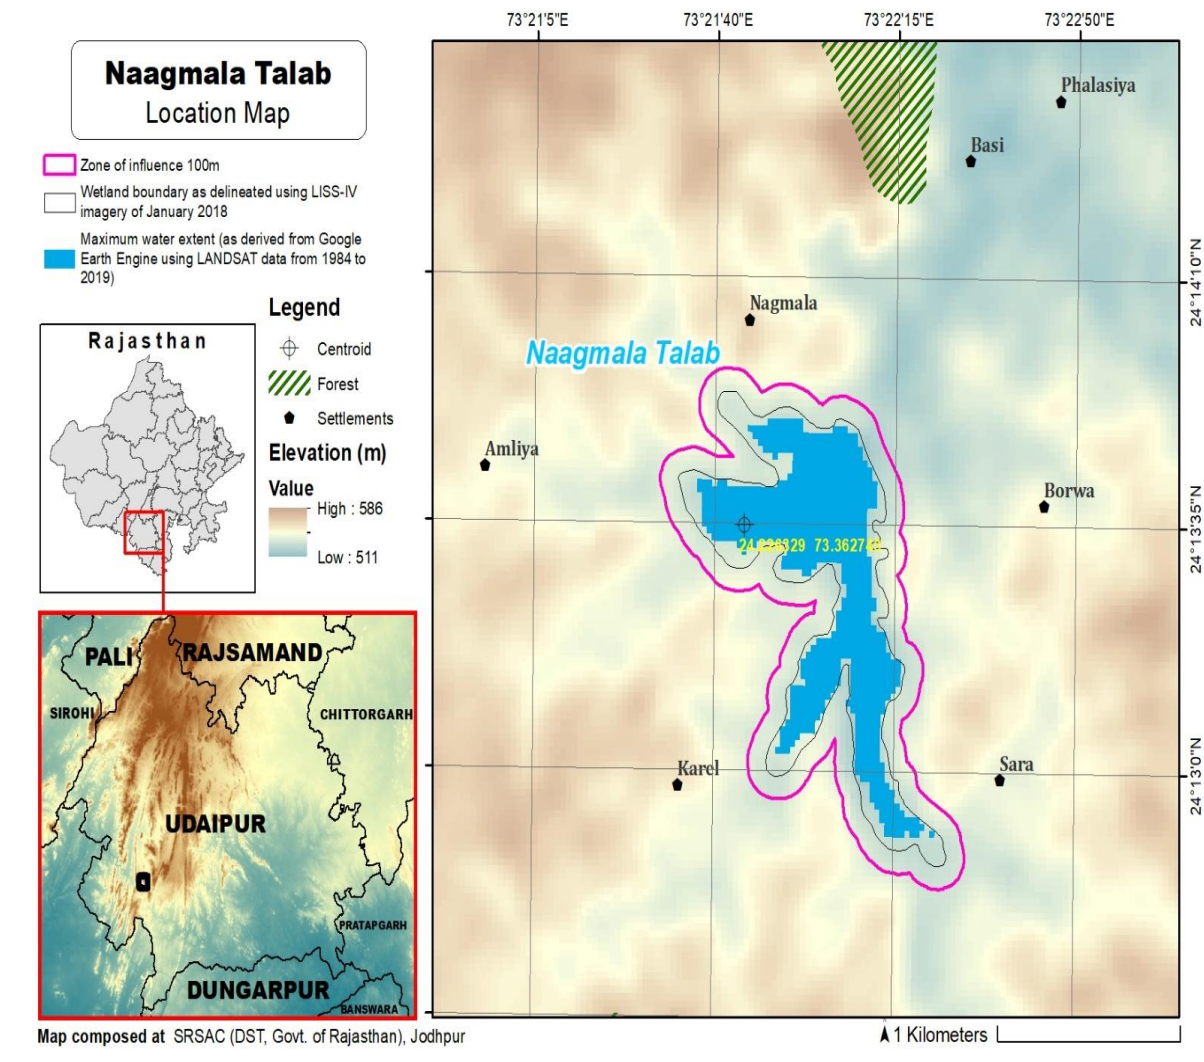 Naagmala Talab
Location Map
Zone of influence 100m
Wetland boundary as delineated using LISS-IV
imagery of January 2018
Maximum water extent (as derived from Google
Earth Engine using LANDSAT data from 1984 to
2019)
Legend
Centroid
Forest
Settlements
Elevation (m)
Value
High : 586
Low : 511
Rajasthan
PALI
RAJSAMAND
SIROHI
CHITTORGARH
UDAIPUR
PRATAPGARH
DUNGARPUR
BANSWARA
Map composed at SRSAC (DST, Govt. of Rajasthan), Jodhpur
73°21'5"E
73°21'40"E
73°22'15"E
73°22'50"E
Phalasiya
Basi
Nagmala
Naagmala Talab
Amliya
Borwa
Karel
Sara
24°14'10"N
24°13'35"N
24°13'0"N
1 Kilometers